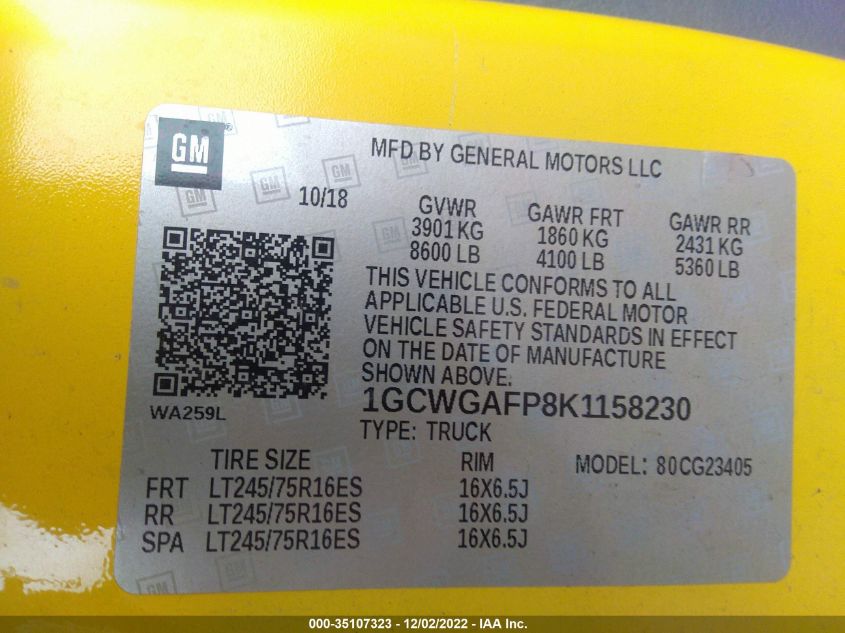 GM
MFD BY GENERAL MOTORS LLC
10/18
GVWR GAWR FRT GAWR RR
3901 KG 1860 KG 2431 KG
8600 LB 4100 LB 5360 LB
THIS VEHICLE CONFORMS TO ALL
APPLICABLE U.S. FEDERAL MOTOR
VEHICLE SAFETY STANDARDS IN EFFECT
ON THE DATE OF MANUFACTURE
SHOWN ABOVE.
WA259L
1GCWGAFP8K1158230
TYPE: TRUCK
TIRE SIZE RIM MODEL: 80CG23405
FRT LT245/75R16ES 16X6.5J
RR LT245/75R16ES 16X6.5J
SPA LT245/75R16ES 16X6.5J
000-35107323 - 12/02/2022 - IAA Inc.